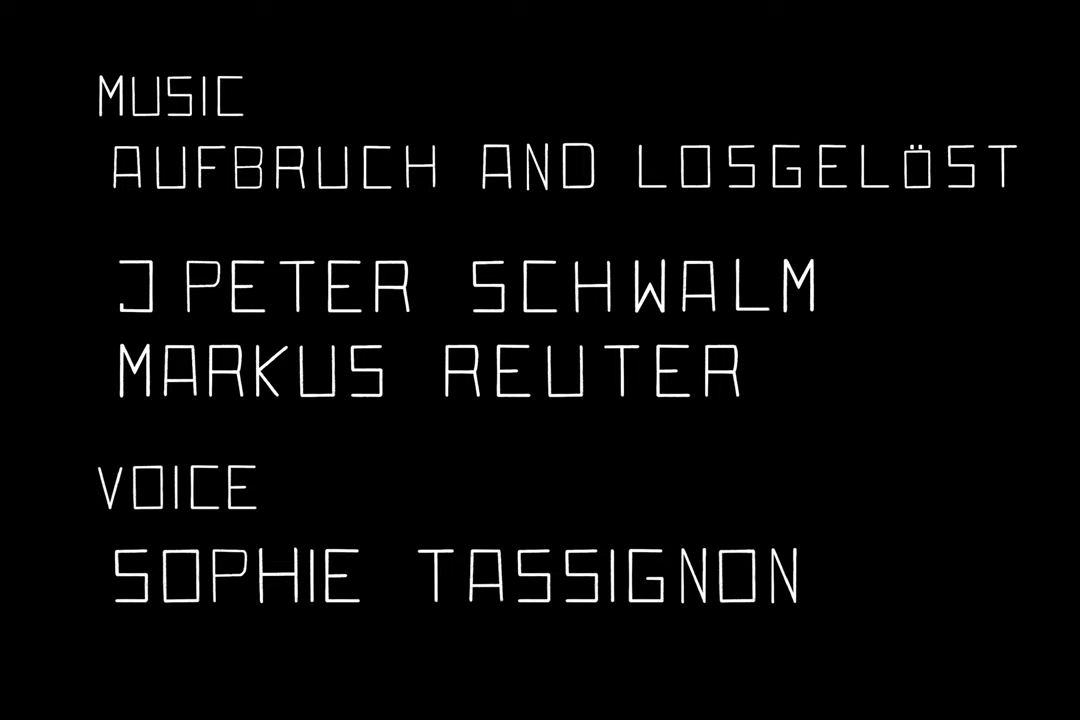 MUSIC
AUFBRUCH AND LOSGELÖST
J PETER SCHWALM
MARKUS REUTER
VOICE
SOPHIE TASSIGNON